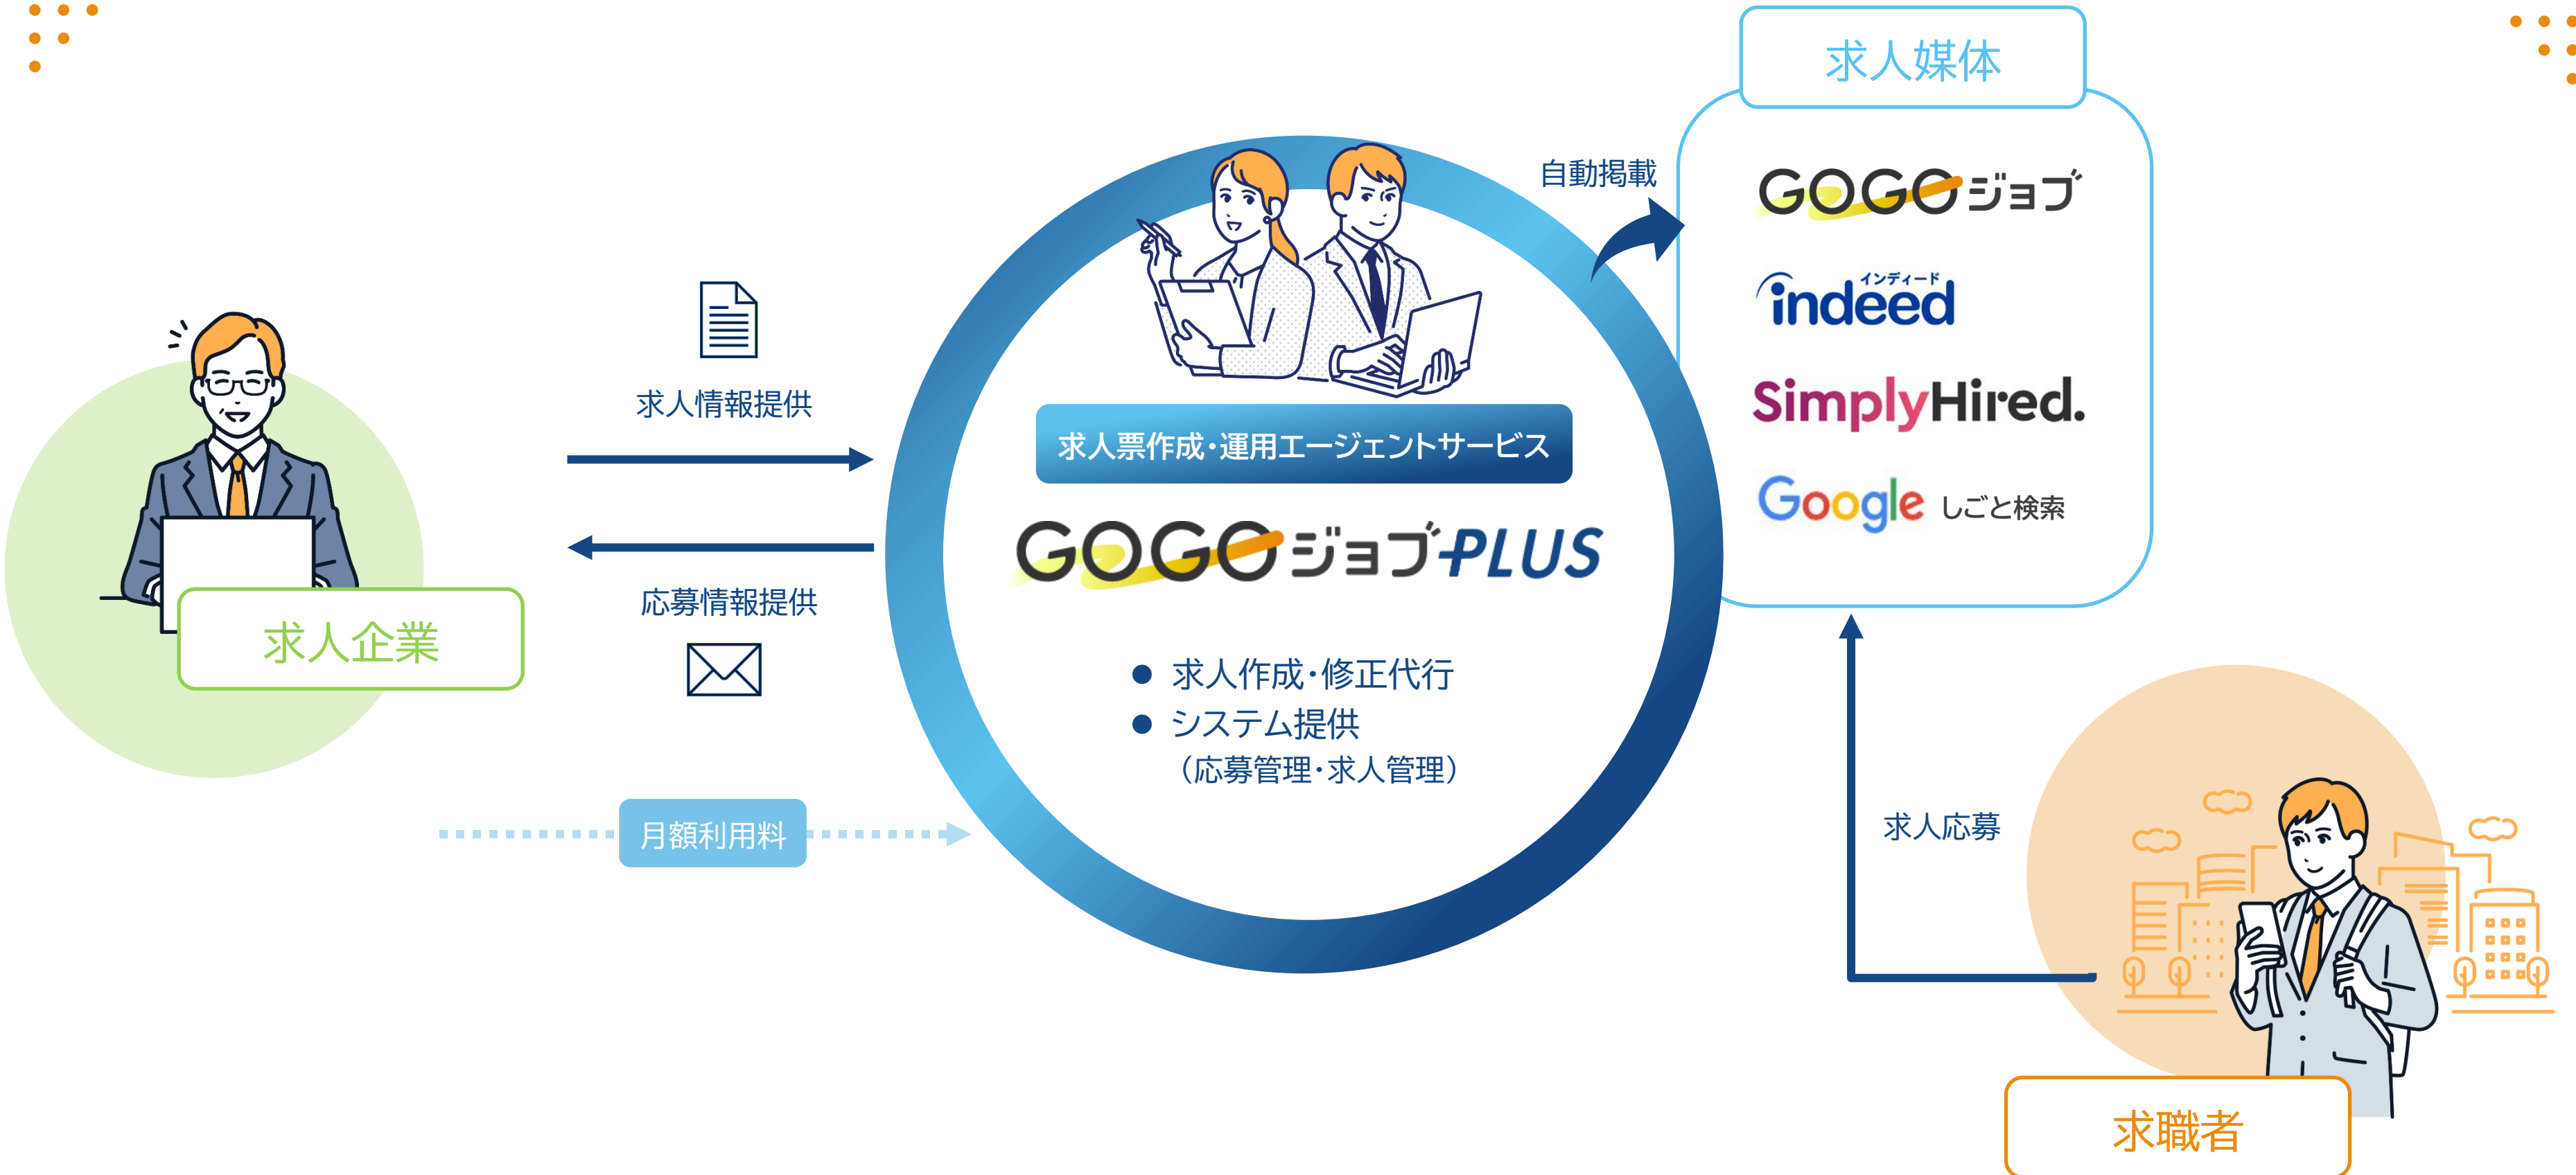 求人媒体
自動掲載
GOGOジョブ
インディード
indeed
SimplyHired.
Google しごと検索
求人情報提供
応募情報提供
求人企業
月額利用料
求人票作成・運用エージェントサービス
GOGOジョブ+PLUS
● 求人作成・修正代行
● システム提供
（応募管理・求人管理）
求人応募
求職者